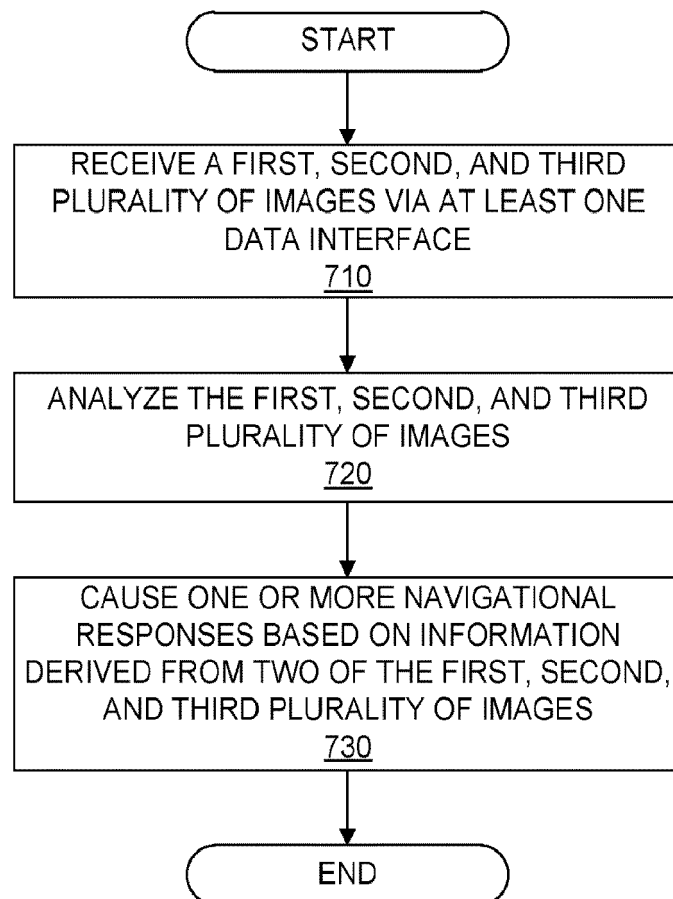 START
RECEIVE A FIRST, SECOND, AND THIRD
PLURALITY OF IMAGES VIA AT LEAST ONE
DATA INTERFACE
710
ANALYZE THE FIRST, SECOND, AND THIRD
PLURALITY OF IMAGES
720
CAUSE ONE OR MORE NAVIGATIONAL
RESPONSES BASED ON INFORMATION
DERIVED FROM TWO OF THE FIRST, SECOND,
AND THIRD PLURALITY OF IMAGES
730
END